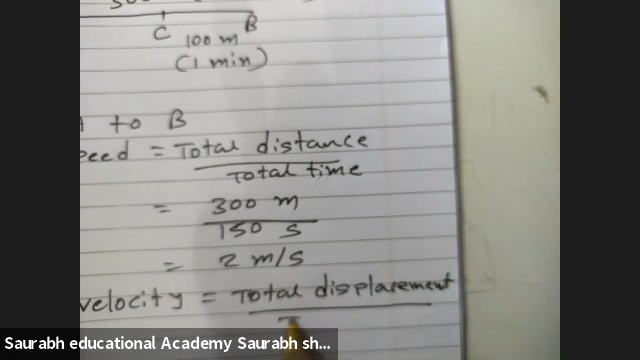 C 100 m B
(1 min)
to B
= Total distance
Total time
= 300 m
150 s
= 2 m/s
velocity = Total displacement
T
Saurabh educational Academy Saurabh sh...